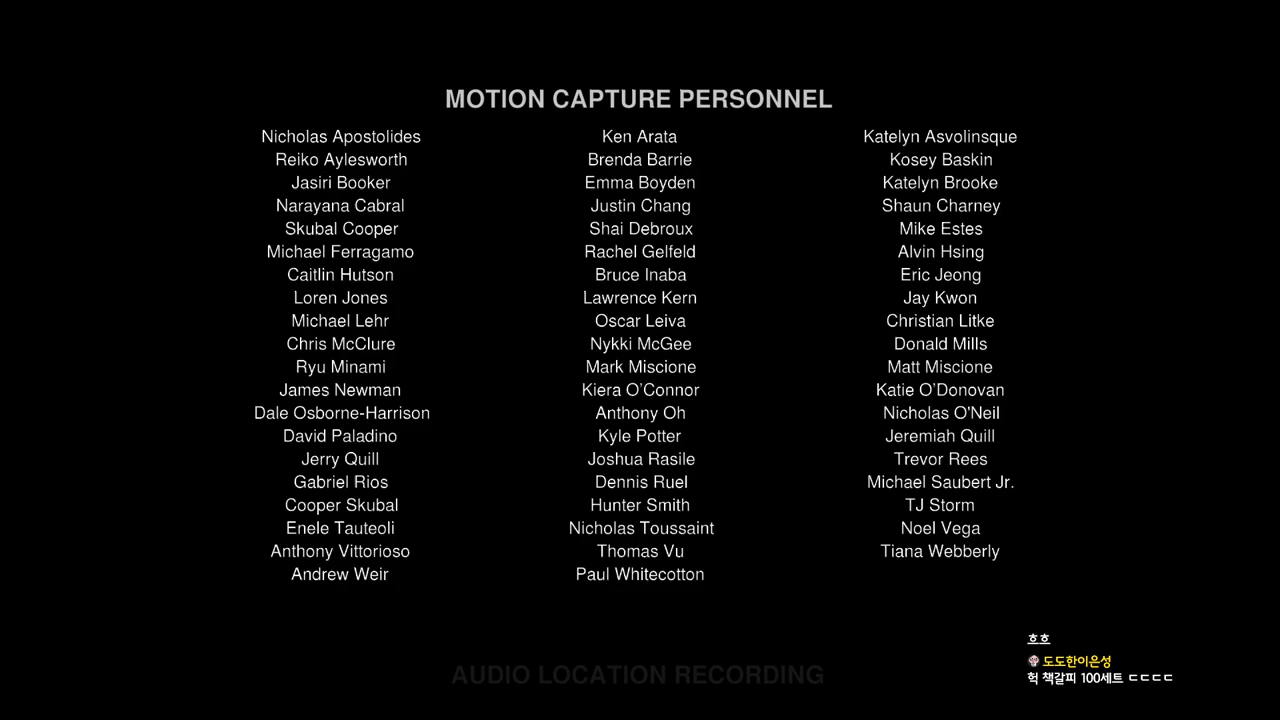 MOTION CAPTURE PERSONNEL
Nicholas Apostolides Ken Arata Katelyn Asvolinsque
Reiko Aylesworth Brenda Barrie Kosey Baskin
Jasiri Booker Emma Boyden Katelyn Brooke
Narayana Cabral Justin Chang Shaun Charney
Skubal Cooper Shai Debroux Mike Estes
Michael Ferragamo Rachel Gelfeld Alvin Hsing
Caitlin Hutson Bruce Inaba Eric Jeong
Loren Jones Lawrence Kern Jay Kwon
Michael Lehr Oscar Leiva Christian Litke
Chris McClure Nykki McGee Donald Mills
Ryu Minami Mark Miscione Matt Miscione
James Newman Kiera O’Connor Katie O’Donovan
Dale Osborne-Harrison Anthony Oh Nicholas O'Neil
David Paladino Kyle Potter Jeremiah Quill
Jerry Quill Joshua Rasile Trevor Rees
Gabriel Rios Dennis Ruel Michael Saubert Jr.
Cooper Skubal Hunter Smith TJ Storm
Enele Tauteoli Nicholas Toussaint Noel Vega
Anthony Vittorioso Thomas Vu Tiana Webberly
Andrew Weir Paul Whitecotton
ㅎㅎ
도도한이은성
AUDIO LOCATION RECORDING
헉 책갈피 100세트 ㄷㄷㄷㄷ